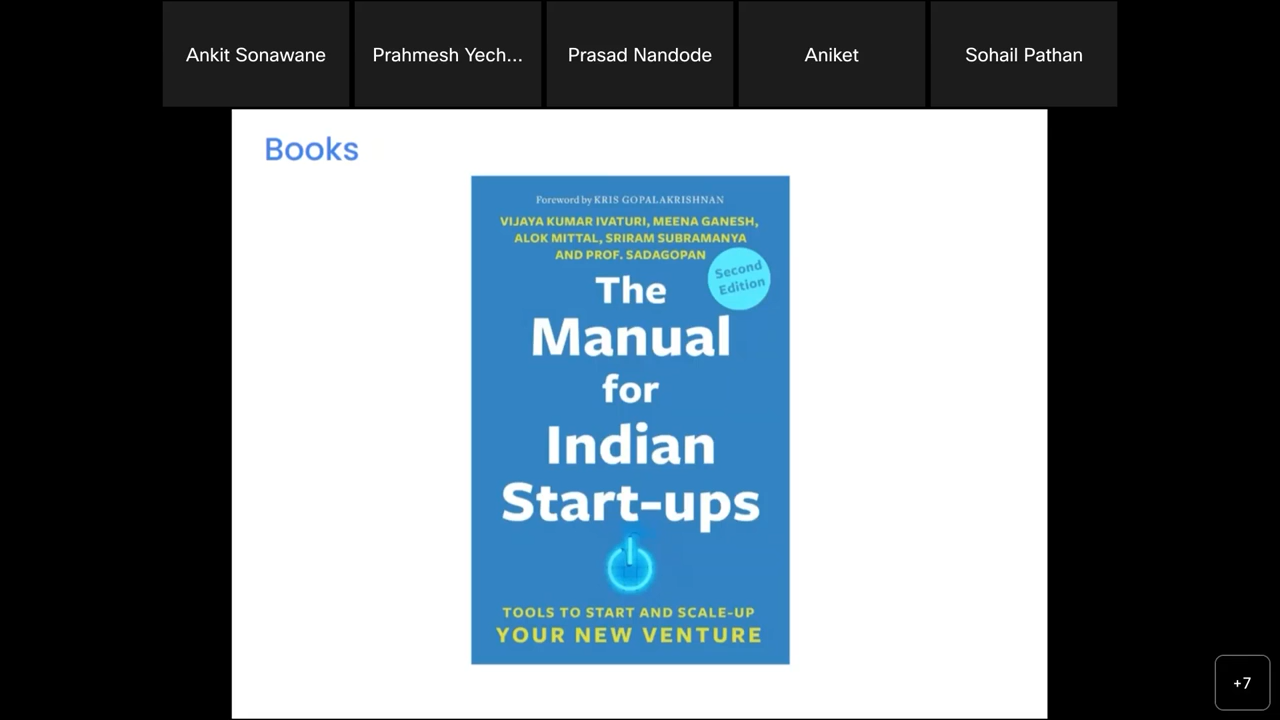 Ankit Sonawane
Prahmesh Yech...
Prasad Nandode
Aniket
Sohail Pathan
Books
Foreword by KRIS GOPALAKRISHNAN
VIJAYA KUMAR IVATURI, MEENA GANESH,
ALOK MITTAL, SRIRAM SUBRAMANYA
AND PROF. SADAGOPAN
Second
Edition
The
Manual
for
Indian
Start-ups
TOOLS TO START AND SCALE-UP
YOUR NEW VENTURE
+7